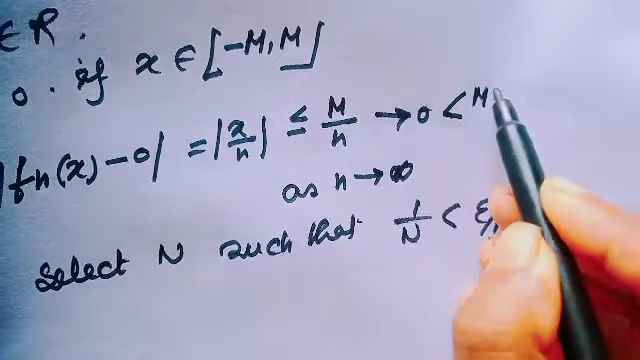 ∈ R.
0. if x ∈ [-M, M]
|fn(x) - 0| = |x/n| ≤ M/n → 0 < M
as n → ∞
select N such that 1/N < ε/